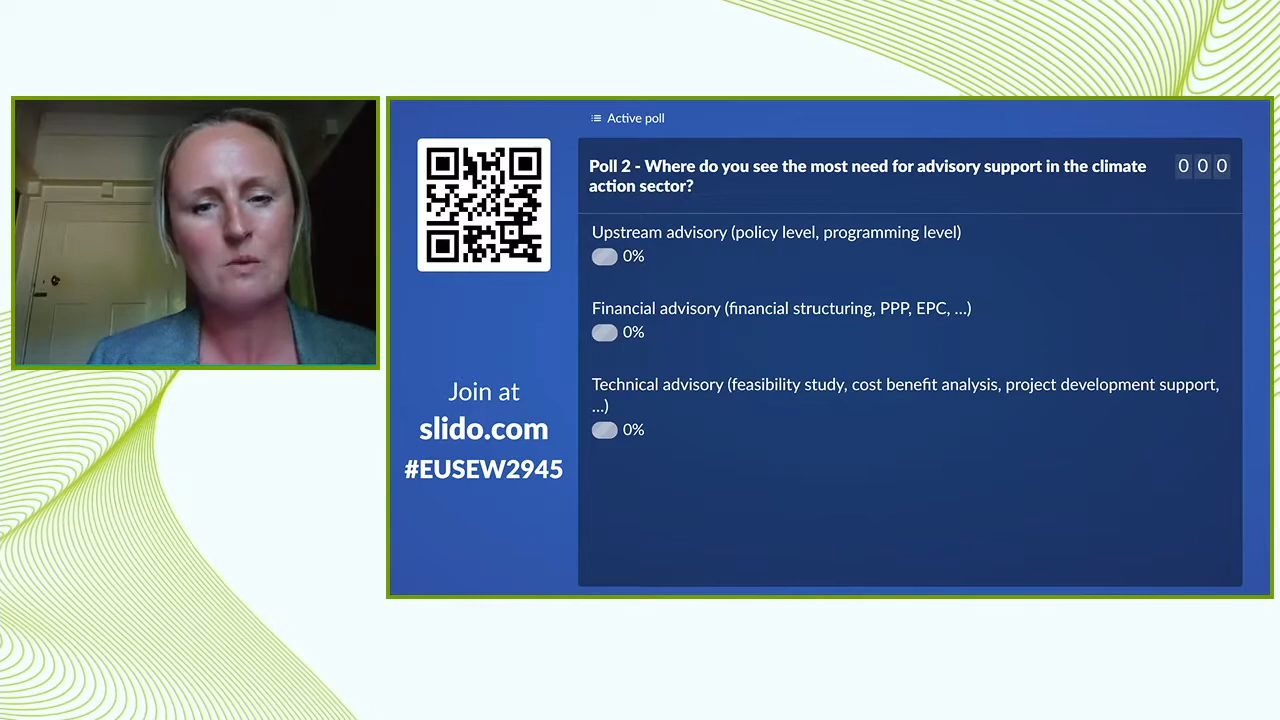 Active poll
Poll 2 - Where do you see the most need for advisory support in the climate
action sector?
0 0 0
Upstream advisory (policy level, programming level)
0%
Financial advisory (financial structuring, PPP, EPC, ...)
0%
Technical advisory (feasibility study, cost benefit analysis, project development support,
...)
0%
Join at
slido.com
#EUSEW2945